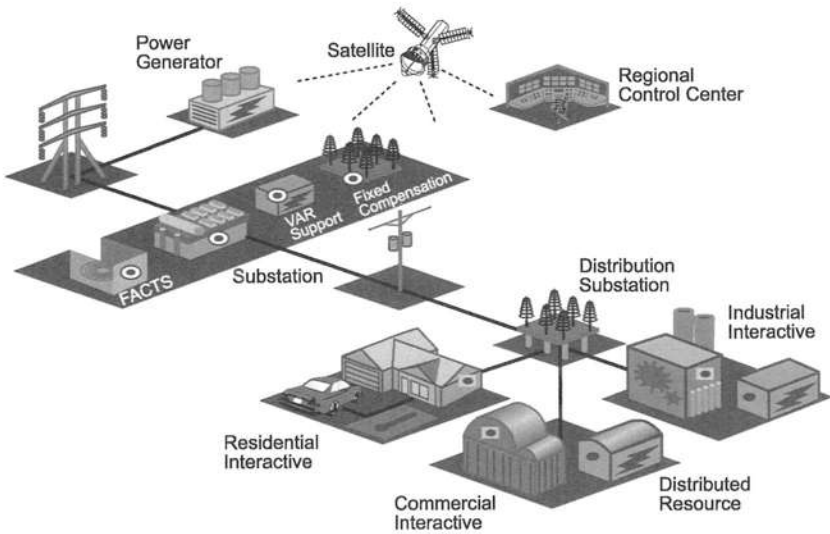 Power
Generator
Satellite
Regional
Control Center
Fixed
Compensation
VAR
Support
FACTS
Substation
Distribution
Substation
Industrial
Interactive
Residential
Interactive
Commercial
Interactive
Distributed
Resource